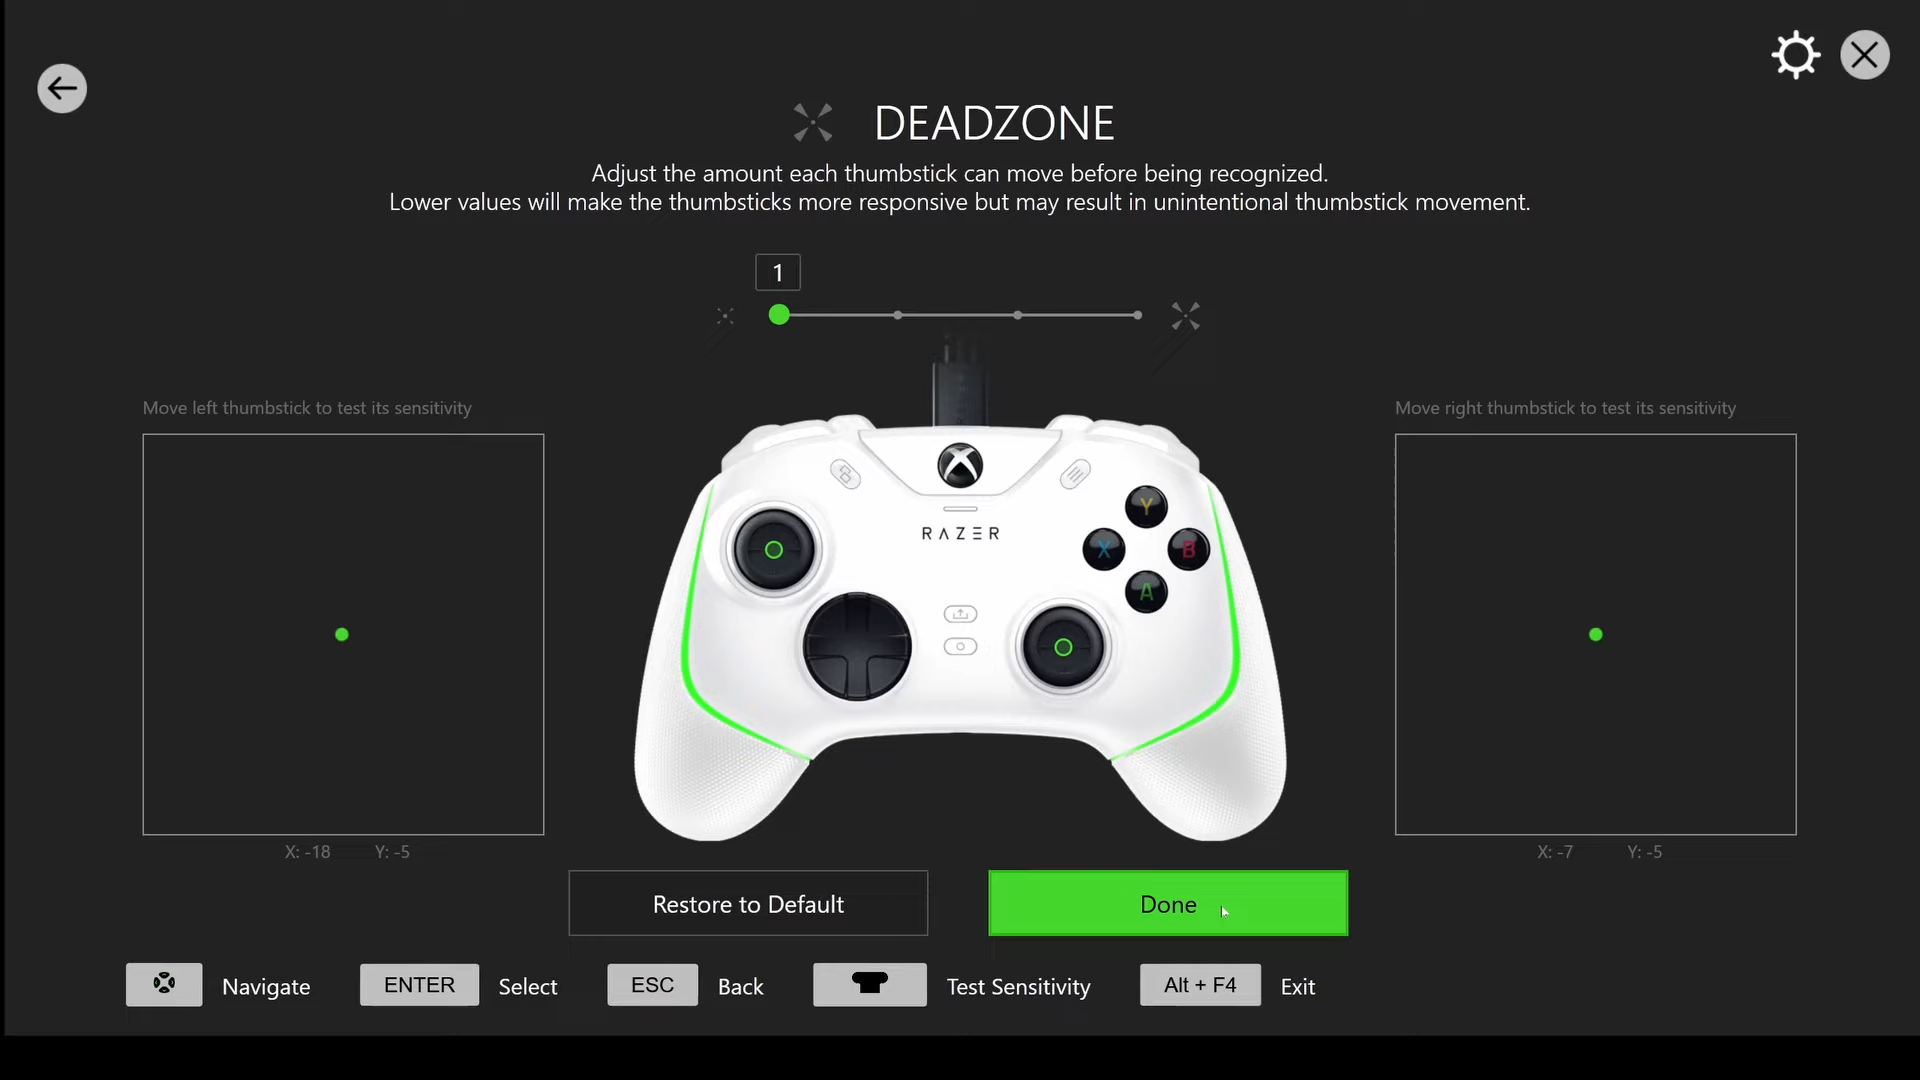 DEADZONE
Adjust the amount each thumbstick can move before being recognized.
Lower values will make the thumbsticks more responsive but may result in unintentional thumbstick movement.
1
Move left thumbstick to test its sensitivity
Move right thumbstick to test its sensitivity
RAZER
Y
X
B
A
X: -18 Y: -5
X: -7 Y: -5
Restore to Default
Done
Navigate
ENTER Select
ESC Back
Test Sensitivity
Alt + F4 Exit